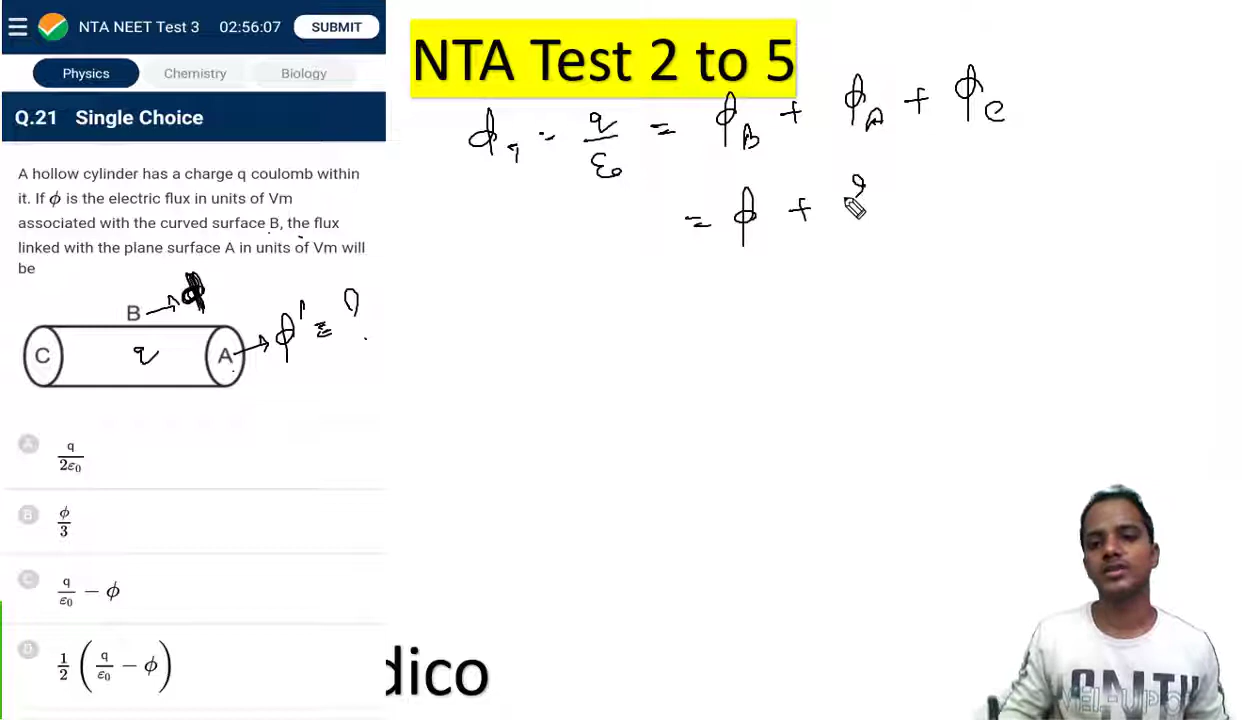 NTA NEET Test 3 02:56:07 SUBMIT
Physics Chemistry Biology
Q.21 Single Choice
A hollow cylinder has a charge q coulomb within
it. If ϕ is the electric flux in units of Vm
associated with the curved surface B, the flux
linked with the plane surface A in units of Vm will
be
B → ϕ
C q A → ϕ' = ?
A q/2ε₀
B ϕ/3
C q/ε₀ − ϕ
D 1/2 (q/ε₀ − ϕ)
NTA Test 2 to 5
ϕ_T = q/ε₀ = ϕ_B + ϕ_A + ϕ_C
= ϕ + 2
dico